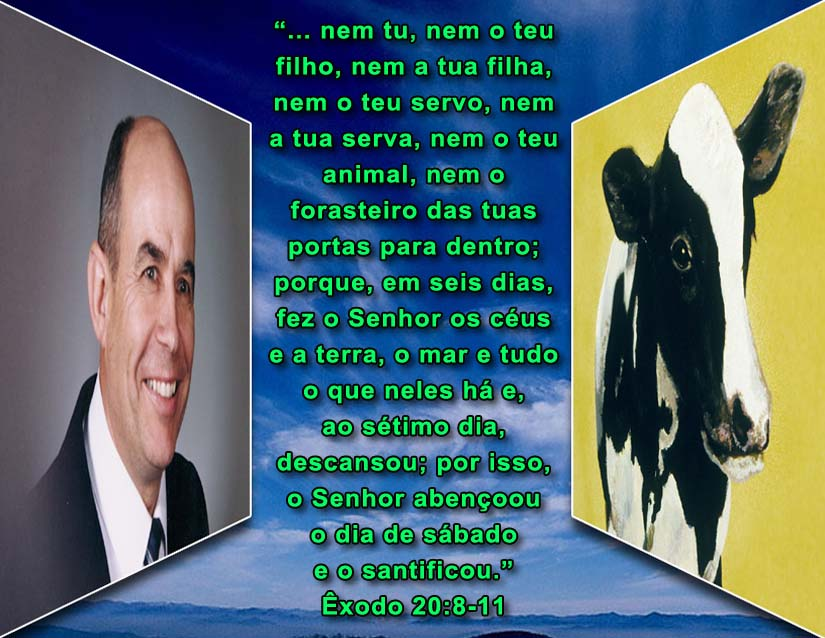 “... nem tu, nem o teu
filho, nem a tua filha,
nem o teu servo, nem
a tua serva, nem o teu
animal, nem o
forasteiro das tuas
portas para dentro;
porque, em seis dias,
fez o Senhor os céus
e a terra, o mar e tudo
o que neles há e,
ao sétimo dia,
descansou; por isso,
o Senhor abençoou
o dia de sábado
e o santificou.”
Êxodo 20:8-11